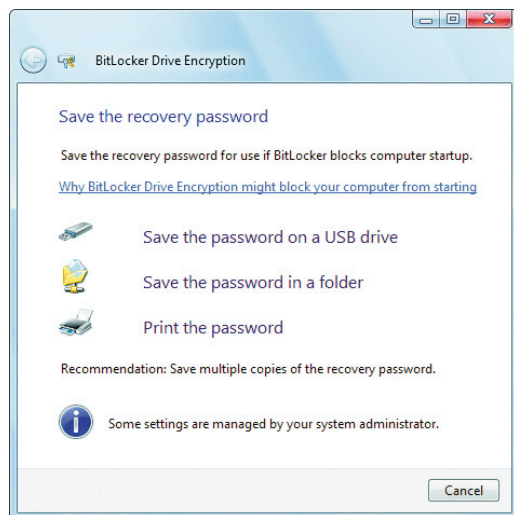 BitLocker Drive Encryption
Save the recovery password
Save the recovery password for use if BitLocker blocks computer startup.
Why BitLocker Drive Encryption might block your computer from starting
Save the password on a USB drive
Save the password in a folder
Print the password
Recommendation: Save multiple copies of the recovery password.
Some settings are managed by your system administrator.
Cancel